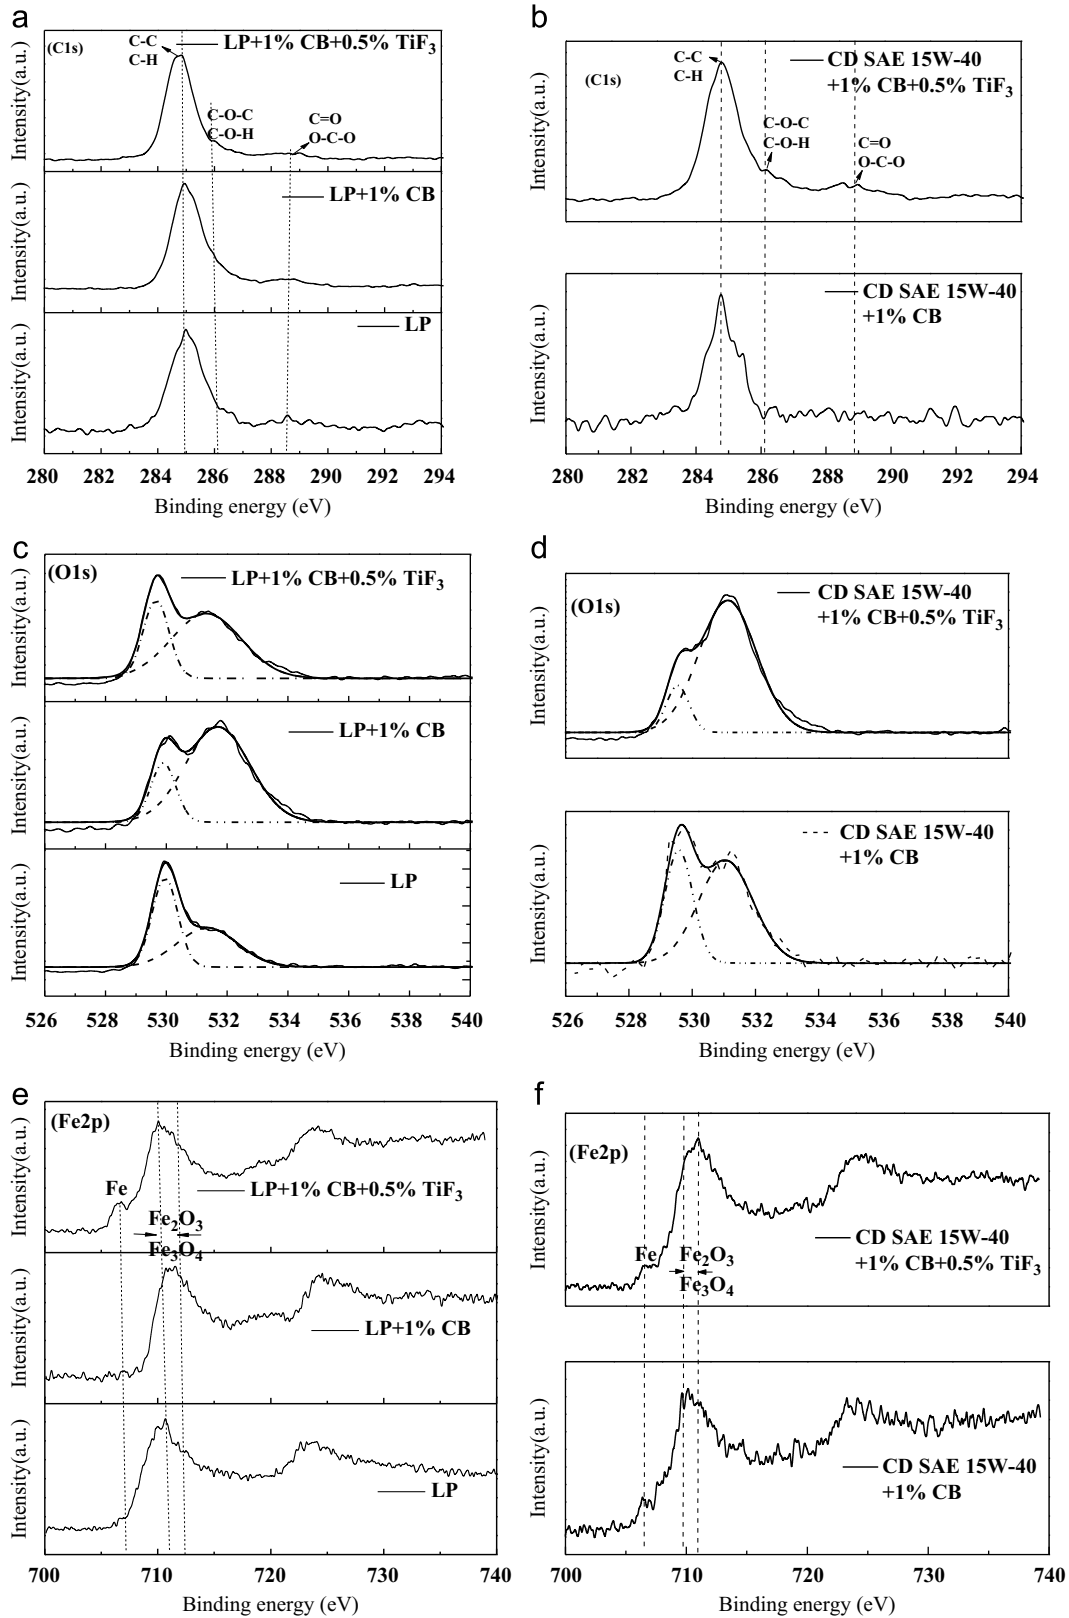 a
(C1s)
C-C
C-H
LP+1% CB+0.5% TiF3
C-O-C
C-O-H
C=O
O-C-O
Intensity(a.u.)
LP+1% CB
Intensity(a.u.)
LP
Intensity(a.u.)
280 282 284 286 288 290 292 294
Binding energy (eV)
b
(C1s)
C-C
C-H
CD SAE 15W-40
+1% CB+0.5% TiF3
C-O-C
C-O-H
C=O
O-C-O
Intensity(a.u.)
CD SAE 15W-40
+1% CB
Intensity(a.u.)
280 282 284 286 288 290 292 294
Binding energy (eV)
c
(O1s)
LP+1% CB+0.5% TiF3
Intensity(a.u.)
LP+1% CB
Intensity(a.u.)
LP
Intensity(a.u.)
526 528 530 532 534 536 538 540
Binding energy (eV)
d
(O1s)
CD SAE 15W-40
+1% CB+0.5% TiF3
Intensity(a.u.)
CD SAE 15W-40
+1% CB
Intensity(a.u.)
526 528 530 532 534 536 538 540
Binding energy (eV)
e
(Fe2p)
Fe
LP+1% CB+0.5% TiF3
Fe2O3
Fe3O4
Intensity(a.u.)
LP+1% CB
Intensity(a.u.)
LP
Intensity(a.u.)
700 710 720 730 740
Binding energy (eV)
f
(Fe2p)
Fe
Fe2O3
Fe3O4
CD SAE 15W-40
+1% CB+0.5% TiF3
Intensity(a.u.)
CD SAE 15W-40
+1% CB
Intensity(a.u.)
700 710 720 730 740
Binding energy (eV)